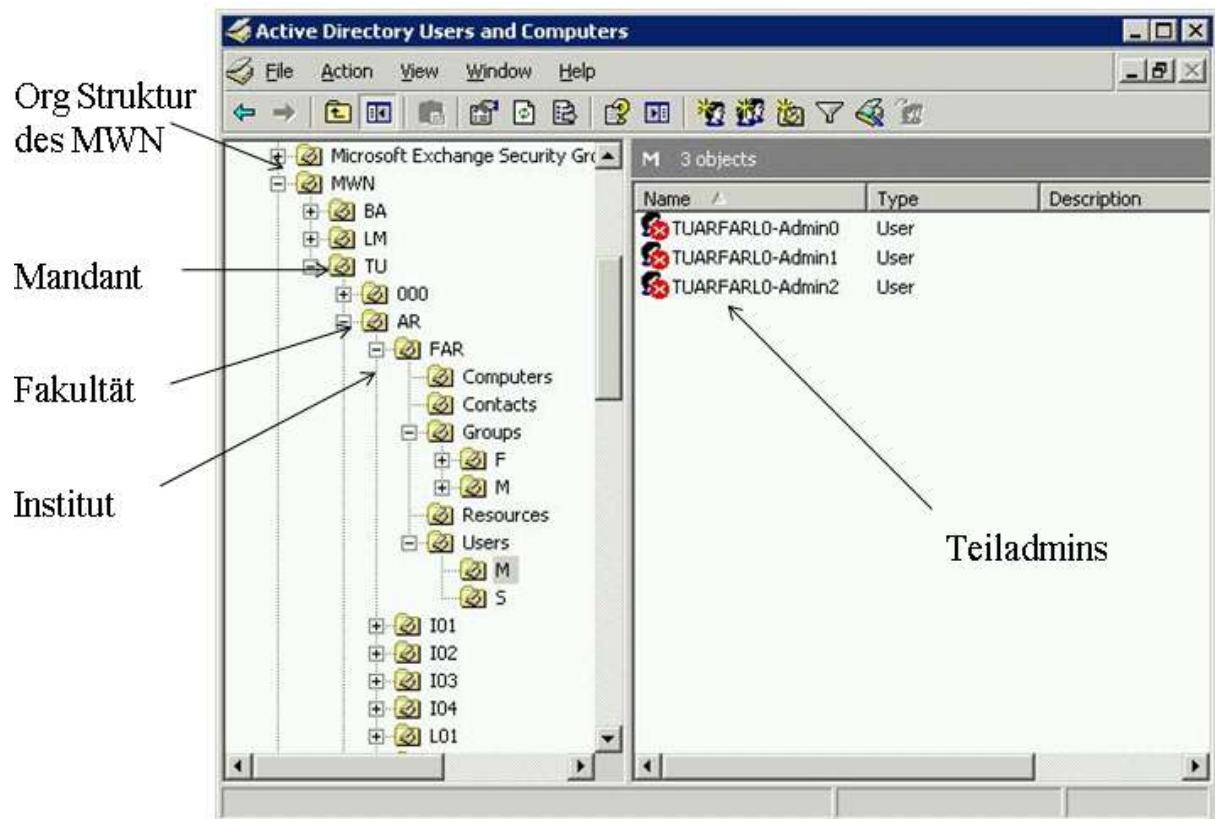 Active Directory Users and Computers
File Action View Window Help
Org Struktur
des MWN
Mandant
Fakultät
Institut
Microsoft Exchange Security Gr
MWN
BA
LM
TU
000
AR
FAR
Computers
Contacts
Groups
F
M
Resources
Users
M
S
I01
I02
I03
I04
L01
M 3 objects
Name Type Description
TUARFARL0-Admin0 User
TUARFARL0-Admin1 User
TUARFARL0-Admin2 User
Teiladmins